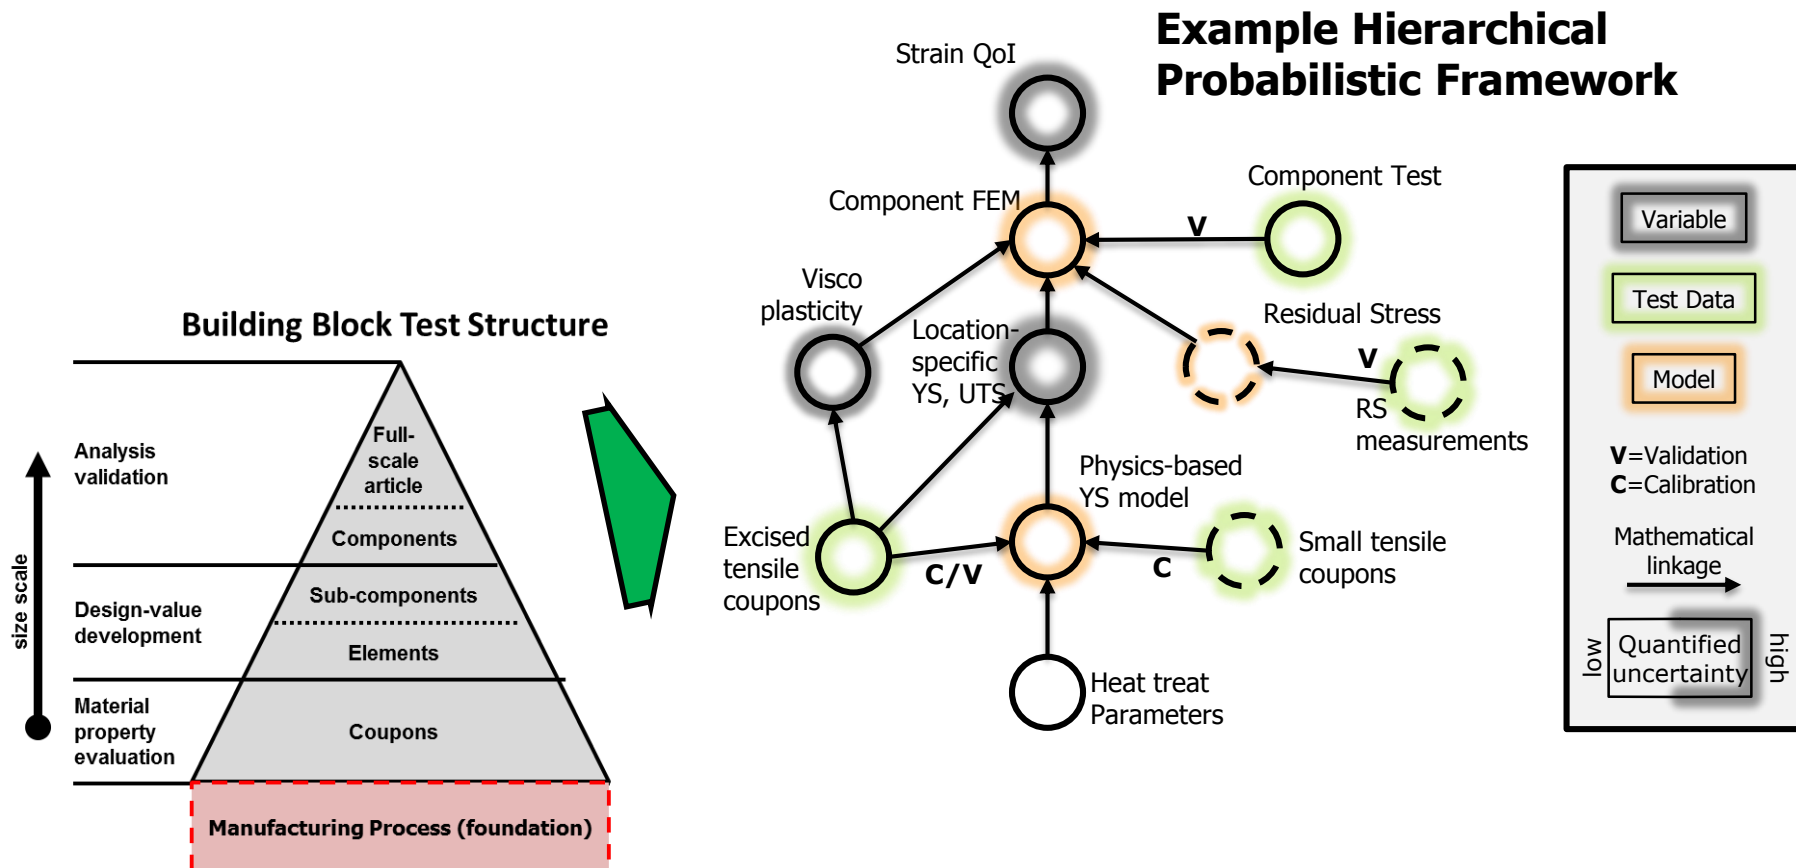 Example Hierarchical
Probabilistic Framework
Strain QoI
Component FEM
Component Test
V
Visco
plasticity
Location-
specific
YS, UTS
Residual Stress
V
RS
measurements
Physics-based
YS model
Excised
tensile
coupons
C/V
C
Small tensile
coupons
Heat treat
Parameters
Variable
Test Data
Model
V=Validation
C=Calibration
Mathematical
linkage
low
Quantified
uncertainty
high
Building Block Test Structure
size scale
Analysis
validation
Design-value
development
Material
property
evaluation
Full-
scale
article
Components
Sub-components
Elements
Coupons
Manufacturing Process (foundation)